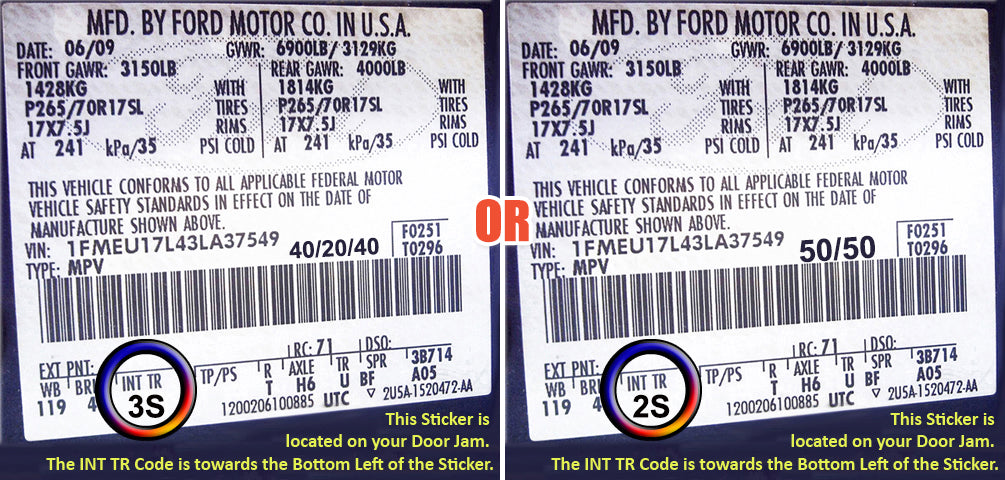 MFD. BY FORD MOTOR CO. IN U.S.A.
DATE: 06/09 GVWR: 6900LB/ 3129KG
FRONT GAWR: 3150LB REAR GAWR: 4000LB
1428KG WITH 1814KG WITH
P265/70R17SL TIRES P265/70R17SL TIRES
17X7.5J RIMS 17X7.5J RIMS
AT 241 kPa/35 PSI COLD AT 241 kPa/35 PSI COLD
THIS VEHICLE CONFORMS TO ALL APPLICABLE FEDERAL MOTOR
VEHICLE SAFETY STANDARDS IN EFFECT ON THE DATE OF
MANUFACTURE SHOWN ABOVE.
VIN: 1FMEU17L43LA37549 40/20/40 F0251
TYPE: MPV T0296
EXT PNT: RC: 71 DSO:
WB BR INT TR TP/PS R AXLE TR SPR 3B714
119 4 3S T H6 U BF A05
1200206100885 UTC ▽ 2U5A-1520472-AA
This Sticker is
located on your Door Jam.
The INT TR Code is towards the Bottom Left of the Sticker.
OR
MFD. BY FORD MOTOR CO. IN U.S.A.
DATE: 06/09 GVWR: 6900LB/ 3129KG
FRONT GAWR: 3150LB REAR GAWR: 4000LB
1428KG WITH 1814KG WITH
P265/70R17SL TIRES P265/70R17SL TIRES
17X7.5J RIMS 17X7.5J RIMS
AT 241 kPa/35 PSI COLD AT 241 kPa/35 PSI COLD
THIS VEHICLE CONFORMS TO ALL APPLICABLE FEDERAL MOTOR
VEHICLE SAFETY STANDARDS IN EFFECT ON THE DATE OF
MANUFACTURE SHOWN ABOVE.
VIN: 1FMEU17L43LA37549 50/50 F0251
TYPE: MPV T0296
EXT PNT: RC: 71 DSO:
WB BR INT TR TP/PS R AXLE TR SPR 3B714
119 4 2S T H6 U BF A05
1200206100885 UTC ▽ 2U5A-1520472-AA
This Sticker is
located on your Door Jam.
The INT TR Code is towards the Bottom Left of the Sticker.